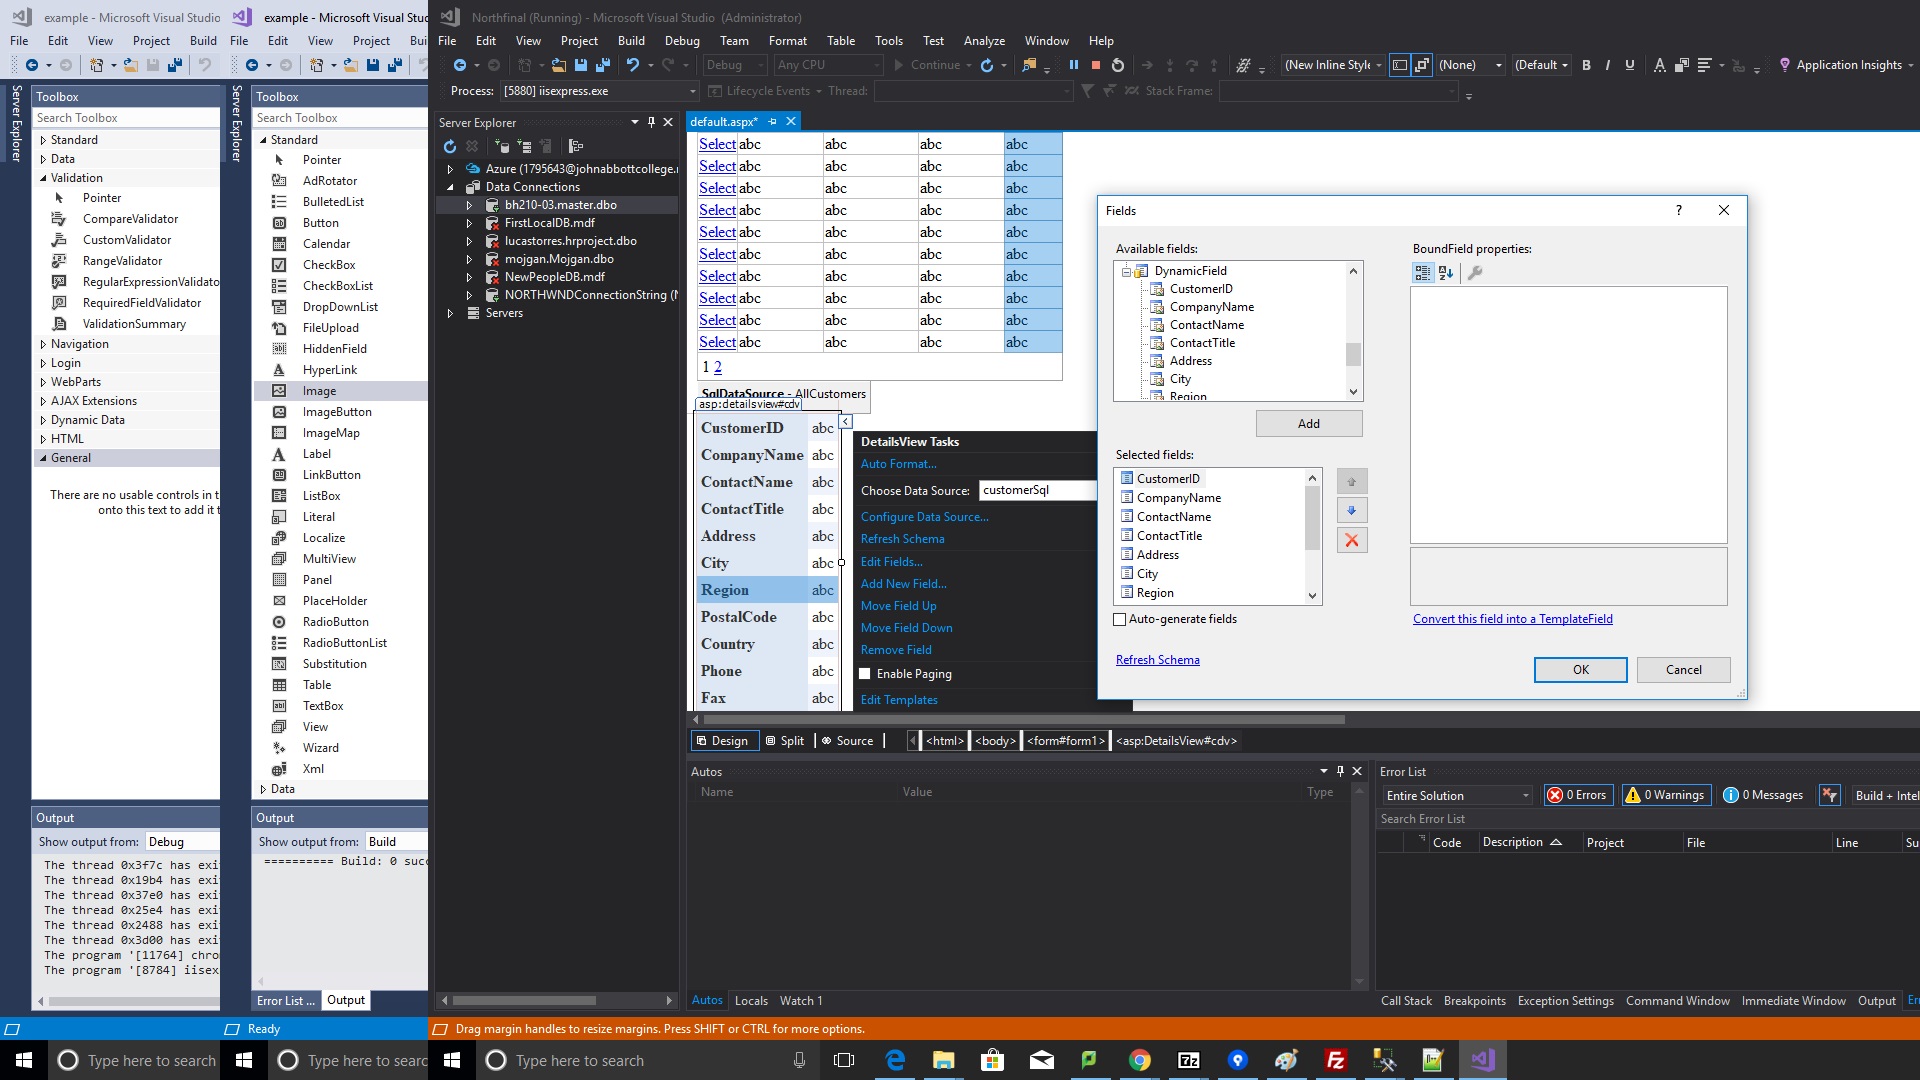 example - Microsoft Visual Studio
File Edit View Project Build
Server Explorer
Toolbox
Search Toolbox
Standard
Data
Validation
Pointer
CompareValidator
CustomValidator
RangeValidator
RegularExpressionValidato
RequiredFieldValidator
ValidationSummary
Navigation
Login
WebParts
AJAX Extensions
Dynamic Data
HTML
General
There are no usable controls in t
onto this text to add it t
Output
Show output from: Debug
The thread 0x3f7c has exi
The thread 0x19b4 has exi
The thread 0x37e0 has exi
The thread 0x25e4 has exi
The thread 0x2488 has exi
The thread 0x3d00 has exi
The program '[11764] chro
The program '[8784] iisex
Type here to search
example - Microsoft Visual Stu
File Edit View Project
Server Explorer
Toolbox
Search Toolbox
Standard
Pointer
AdRotator
BulletedList
Button
Calendar
CheckBox
CheckBoxList
DropDownList
FileUpload
HiddenField
HyperLink
Image
ImageButton
ImageMap
Label
LinkButton
ListBox
Literal
Localize
MultiView
Panel
PlaceHolder
RadioButton
RadioButtonList
Substitution
Table
TextBox
View
Wizard
Xml
Data
Output
Show output from: Build
========== Build: 0 succ
Error List ... Output
Ready
Type here to searc
Northfinal (Running) - Microsoft Visual Studio (Administrator)
File Edit View Project Build Debug Team Format Table Tools Test Analyze Window Help
Debug Any CPU Continue (New Inline Style (None) (Default B I U A Application Insights
Process: [5880] iisexpress.exe Lifecycle Events Thread: Stack Frame:
Server Explorer
Azure (1795643@johnabbottcollege.
Data Connections
bh210-03.master.dbo
FirstLocalDB.mdf
lucastorres.hrproject.dbo
mojgan.Mojgan.dbo
NewPeopleDB.mdf
NORTHWNDConnectionString (
Servers
default.aspx*
Select abc abc abc abc
Select abc abc abc abc
Select abc abc abc abc
Select abc abc abc abc
Select abc abc abc abc
Select abc abc abc abc
Select abc abc abc abc
Select abc abc abc abc
Select abc abc abc abc
Select abc abc abc abc
1 2
SqlDataSource - AllCustomers
asp:detailsview#cdv
CustomerID abc
CompanyName abc
ContactName abc
ContactTitle abc
Address abc
City abc
Region abc
PostalCode abc
Country abc
Phone abc
Fax abc
DetailsView Tasks
Auto Format...
Choose Data Source: customerSql
Configure Data Source...
Refresh Schema
Edit Fields...
Add New Field...
Move Field Up
Move Field Down
Remove Field
Enable Paging
Edit Templates
Fields ?
Available fields:
DynamicField
CustomerID
CompanyName
ContactName
ContactTitle
Address
City
Region
Add
Selected fields:
CustomerID
CompanyName
ContactName
ContactTitle
Address
City
Region
Auto-generate fields
Refresh Schema
BoundField properties:
Convert this field into a TemplateField
OK Cancel
Design Split Source <html> <body> <form#form1> <asp:DetailsView#cdv>
Autos
Name Value Type
Autos Locals Watch 1
Error List
Entire Solution 0 Errors 0 Warnings 0 Messages Build + Intel
Search Error List
Code Description Project File Line Su
Call Stack Breakpoints Exception Settings Command Window Immediate Window Output Er
Drag margin handles to resize margins. Press SHIFT or CTRL for more options.
Type here to search